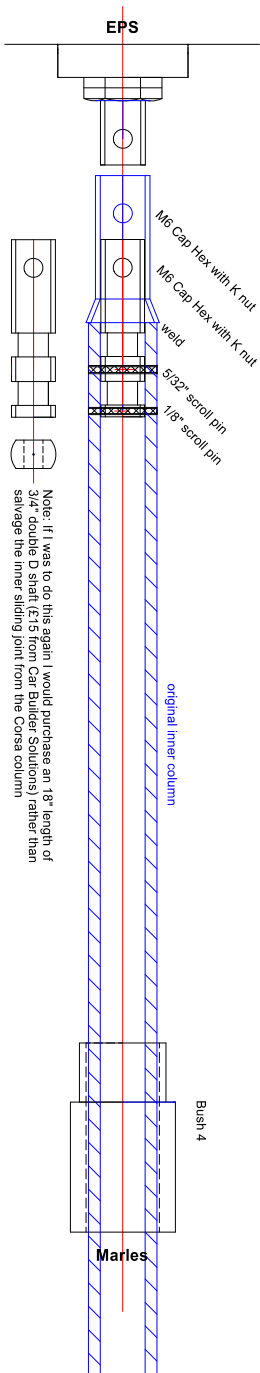 EPS
M6 Cap Hex with K nut
M6 Cap Hex with K nut
weld
5/32" scroll pin
1/8" scroll pin
Note: If I was to do this again I would purchase an 18" length of
3/4" double D shaft (£15 from Car Builder Solutions) rather than
salvage the inner sliding joint from the Corsa column
original inner column
Bush 4
Marles